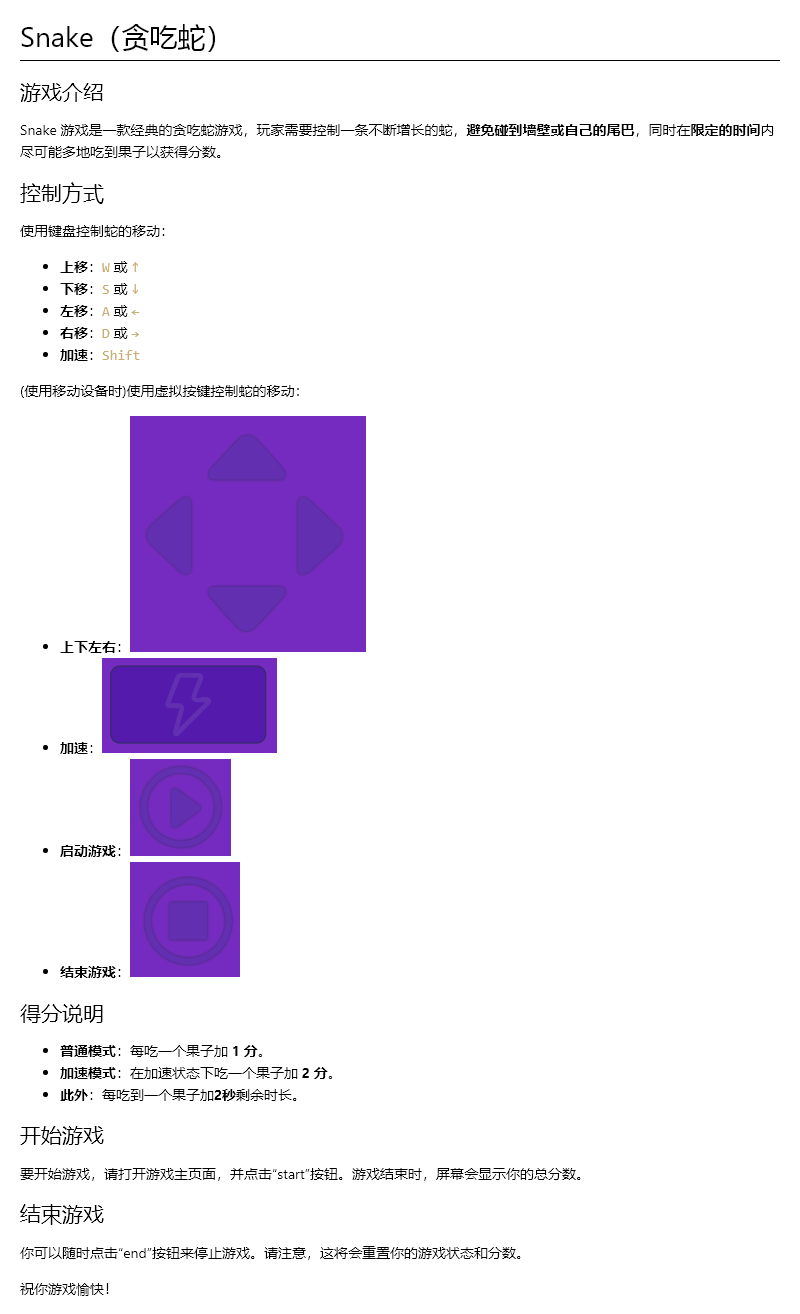 Snake（贪吃蛇）
游戏介绍
Snake 游戏是一款经典的贪吃蛇游戏，玩家需要控制一条不断增长的蛇，避免碰到墙壁或自己的尾巴，同时在限定的时间内
尽可能多地吃到果子以获得分数。
控制方式
使用键盘控制蛇的移动：
上移：W 或 ↑
下移：S 或 ↓
左移：A 或 ←
右移：D 或 →
加速：Shift
(使用移动设备时)使用虚拟按键控制蛇的移动：
上下左右：
加速：
启动游戏：
结束游戏：
得分说明
普通模式：每吃一个果子加 1 分。
加速模式：在加速状态下吃一个果子加 2 分。
此外：每吃到一个果子加2秒剩余时长。
开始游戏
要开始游戏，请打开游戏主页面，并点击“start”按钮。游戏结束时，屏幕会显示你的总分数。
结束游戏
你可以随时点击“end”按钮来停止游戏。请注意，这将会重置你的游戏状态和分数。
祝你游戏愉快！